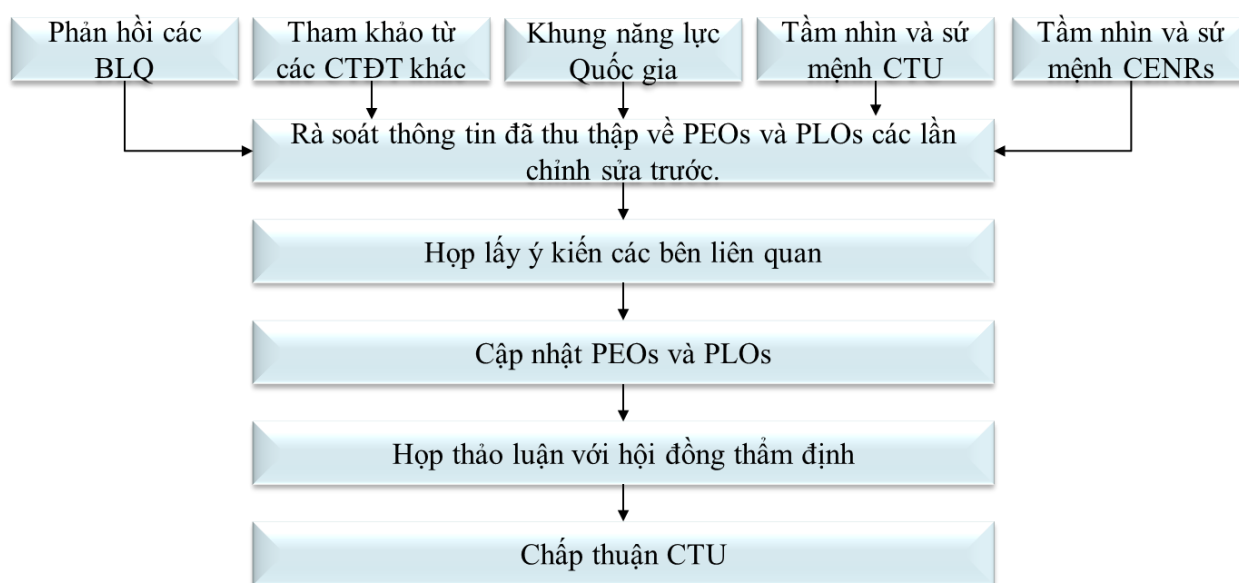 Phản hồi các
BLQ
Tham khảo từ
các CTĐT khác
Khung năng lực
Quốc gia
Tầm nhìn và sứ
mệnh CTU
Tầm nhìn và sứ
mệnh CENRs
Rà soát thông tin đã thu thập về PEOs và PLOs các lần
chỉnh sửa trước.
Họp lấy ý kiến các bên liên quan
Cập nhật PEOs và PLOs
Họp thảo luận với hội đồng thẩm định
Chấp thuận CTU